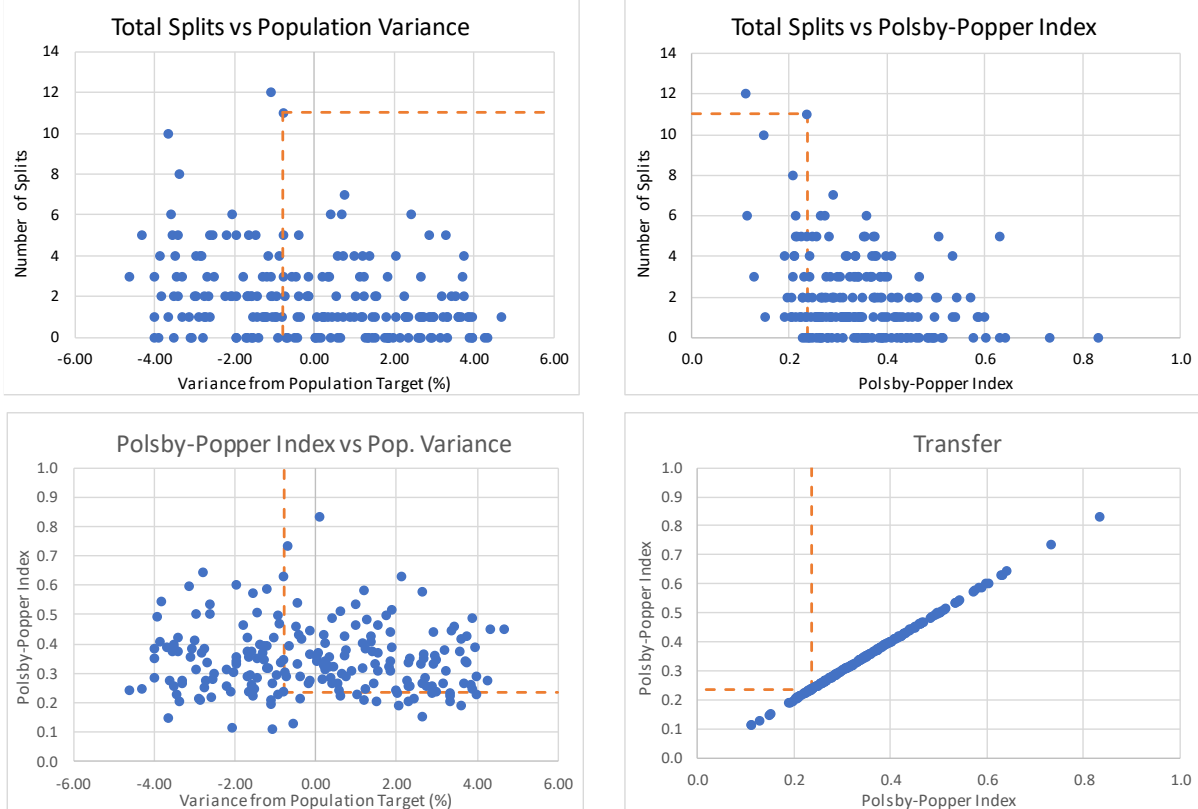 Total Splits vs Population Variance
14
12
10
8
6
4
2
0
Number of Splits
-6.00 -4.00 -2.00 0.00 2.00 4.00 6.00
Variance from Population Target (%)
Total Splits vs Polsby-Popper Index
14
12
10
8
6
4
2
0
Number of Splits
0.0 0.2 0.4 0.6 0.8 1.0
Polsby-Popper Index
Polsby-Popper Index vs Pop. Variance
1.0
0.9
0.8
0.7
0.6
0.5
0.4
0.3
0.2
0.1
0.0
Polsby-Popper Index
-6.00 -4.00 -2.00 0.00 2.00 4.00 6.00
Variance from Population Target (%)
Transfer
1.0
0.9
0.8
0.7
0.6
0.5
0.4
0.3
0.2
0.1
0.0
Polsby-Popper Index
0.0 0.2 0.4 0.6 0.8 1.0
Polsby-Popper Index